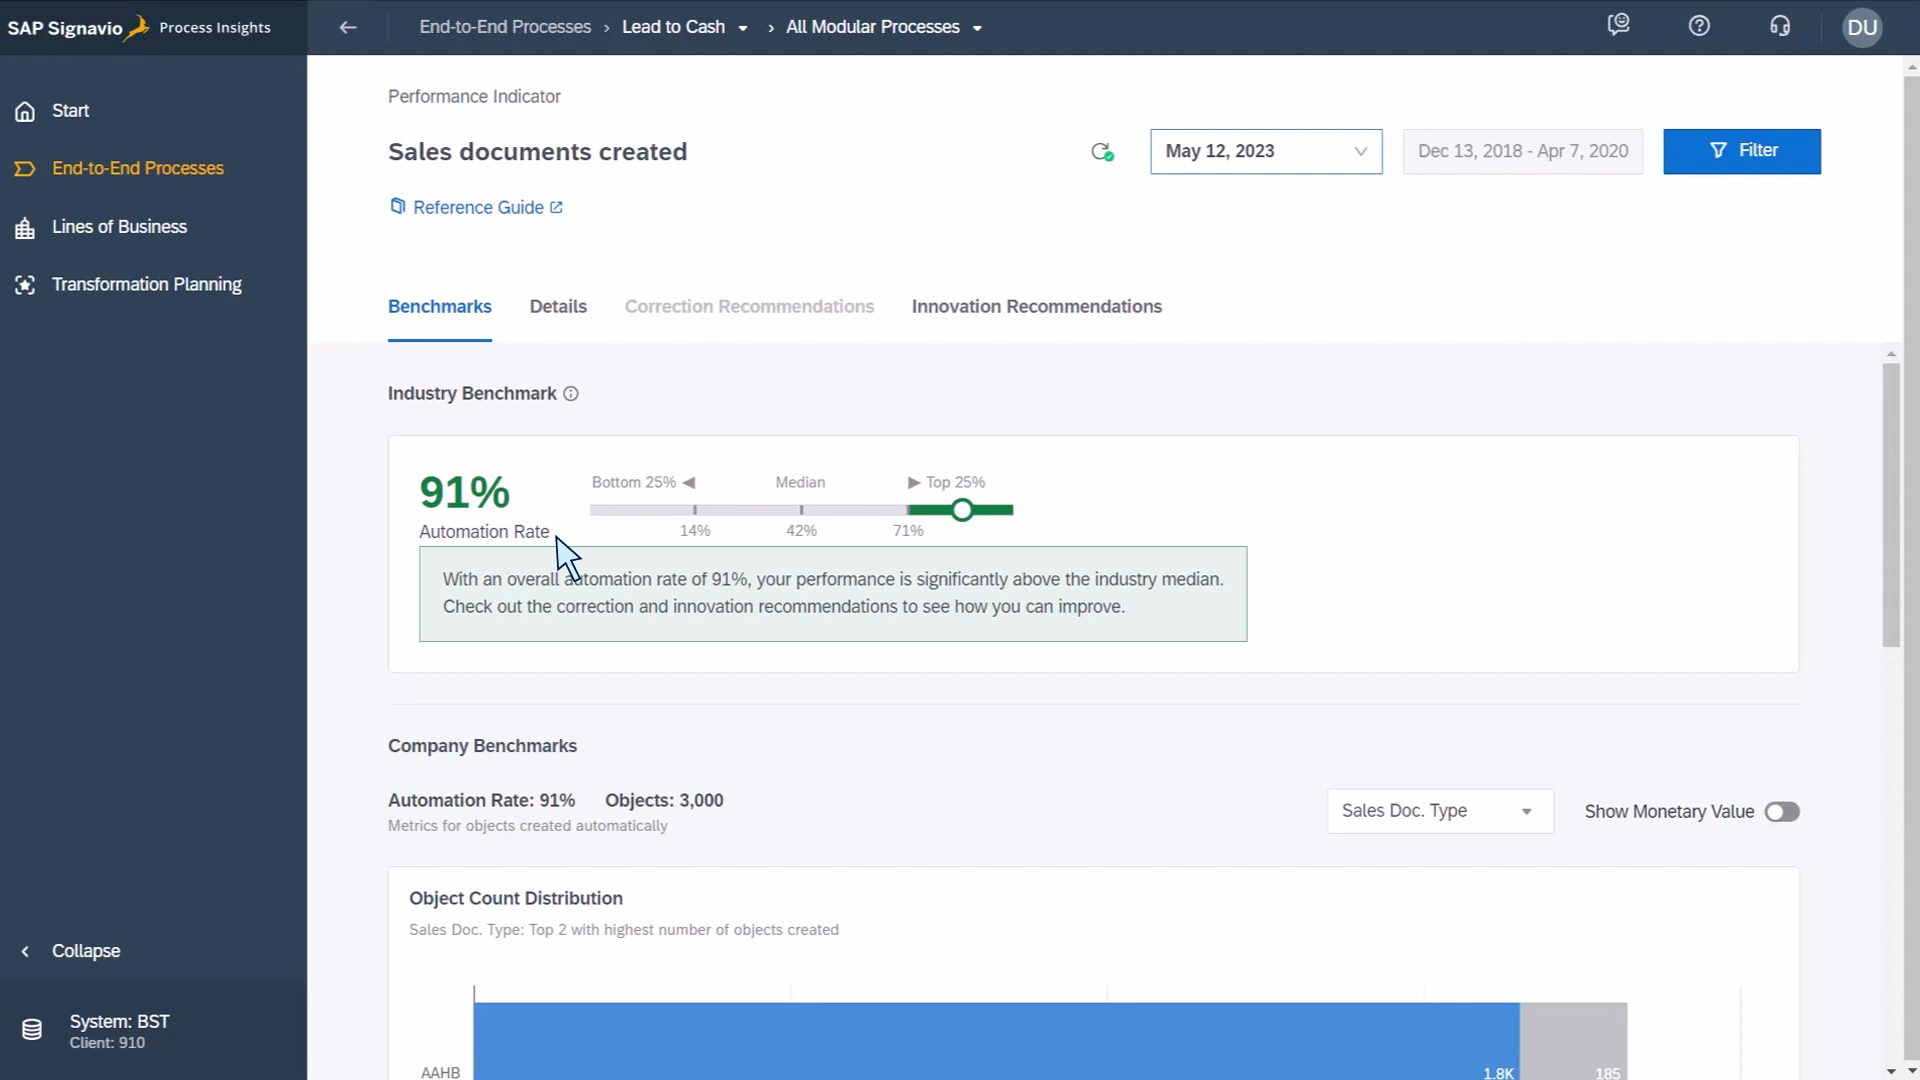 SAP Signavio Process Insights
End-to-End Processes › Lead to Cash › All Modular Processes
DU
Start
End-to-End Processes
Lines of Business
Transformation Planning
Collapse
System: BST
Client: 910
Performance Indicator
Sales documents created
May 12, 2023
Dec 13, 2018 - Apr 7, 2020
Filter
Reference Guide
Benchmarks Details Correction Recommendations Innovation Recommendations
Industry Benchmark
91%
Automation Rate
Bottom 25% ◀ Median ▶ Top 25%
14% 42% 71%
With an overall automation rate of 91%, your performance is significantly above the industry median.
Check out the correction and innovation recommendations to see how you can improve.
Company Benchmarks
Automation Rate: 91% Objects: 3,000
Metrics for objects created automatically
Sales Doc. Type
Show Monetary Value
Object Count Distribution
Sales Doc. Type: Top 2 with highest number of objects created
AAHB 1.8K 185